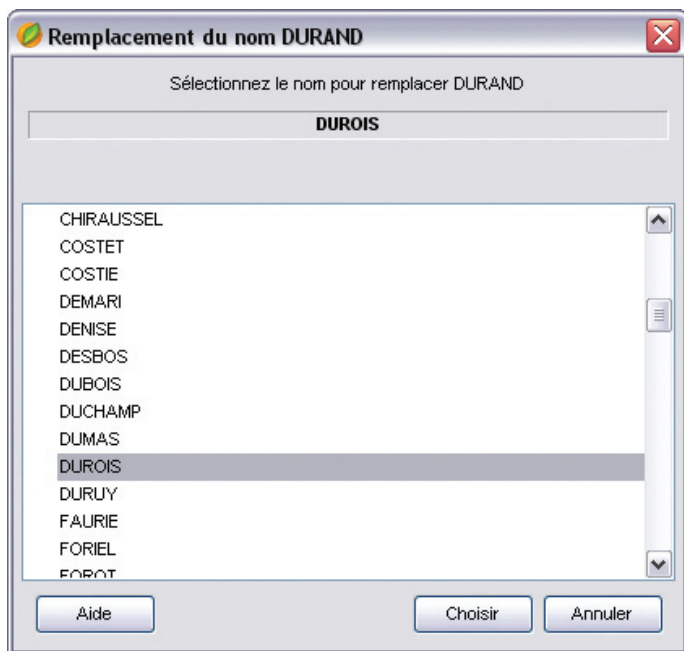 Remplacement du nom DURAND
Sélectionnez le nom pour remplacer DURAND
DUROIS
CHIRAUSSEL
COSTET
COSTIE
DEMARI
DENISE
DESBOS
DUBOIS
DUCHAMP
DUMAS
DUROIS
DURUY
FAURIE
FORIEL
FOROT
Aide
Choisir
Annuler